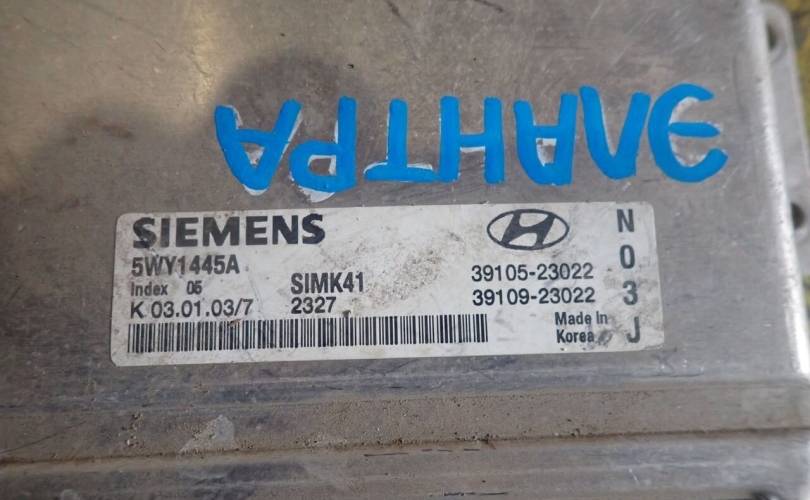 ЭЛАНТРА
SIEMENS
5WY1445A
Index 05
SIMK41
K 03.01.03/7
2327
39105-23022
39109-23022
Made In
Korea
N
0
3
J